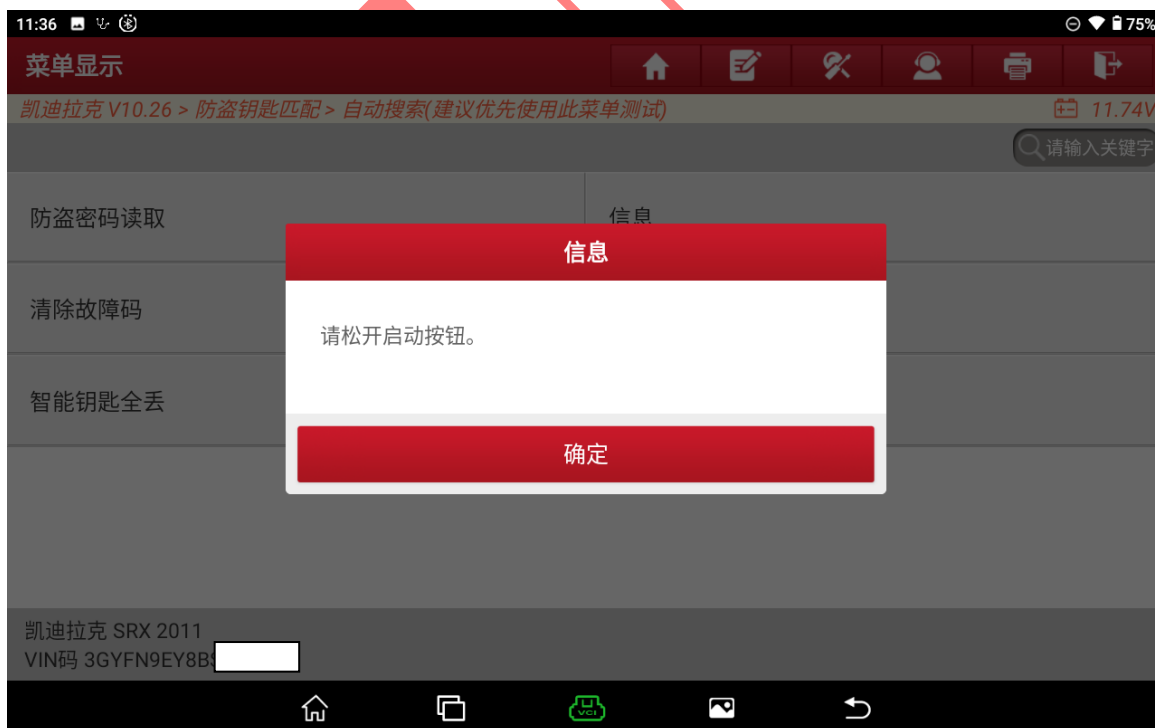 11:36
75%
菜单显示
凯迪拉克 V10.26 > 防盗钥匙匹配 > 自动搜索(建议优先使用此菜单测试)
11.74V
请输入关键字
防盗密码读取
信息
信息
清除故障码
请松开启动按钮。
智能钥匙全丢
确定
凯迪拉克 SRX 2011
VIN码 3GYFN9EY8B
VCI